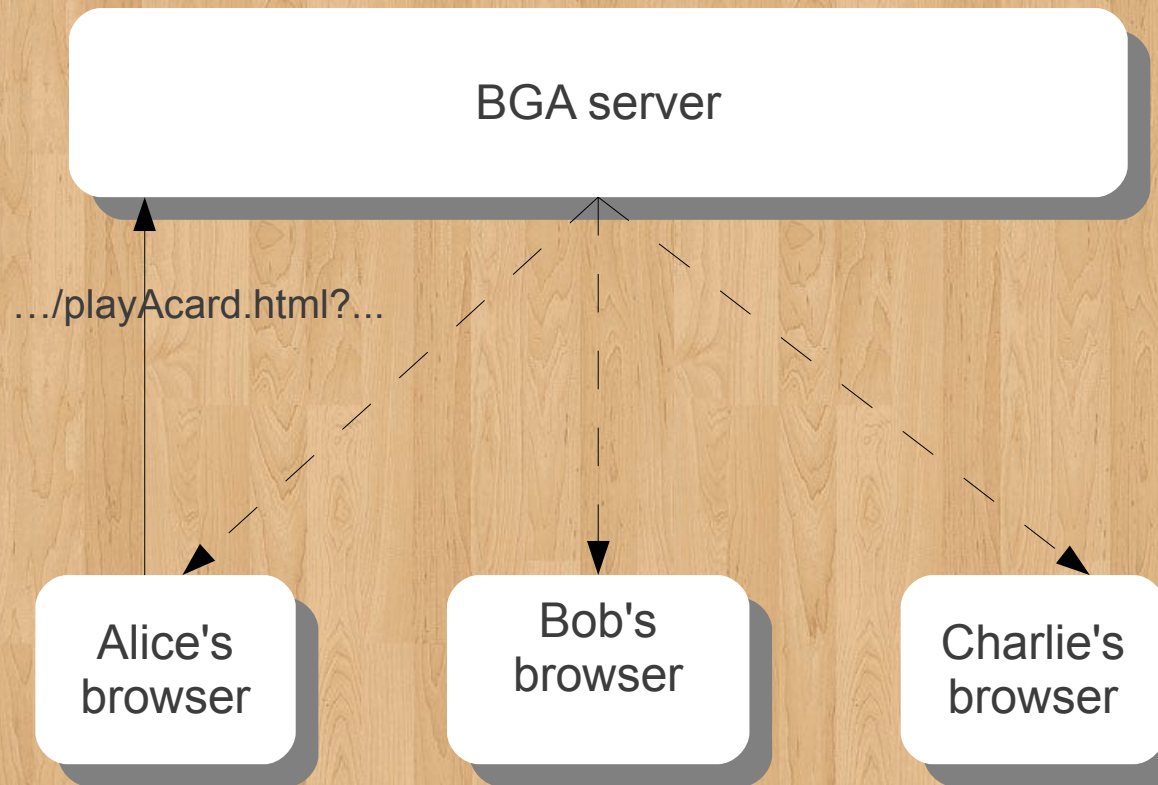 BGA server
…/playAcard.html?...
Alice's
browser
Bob's
browser
Charlie's
browser